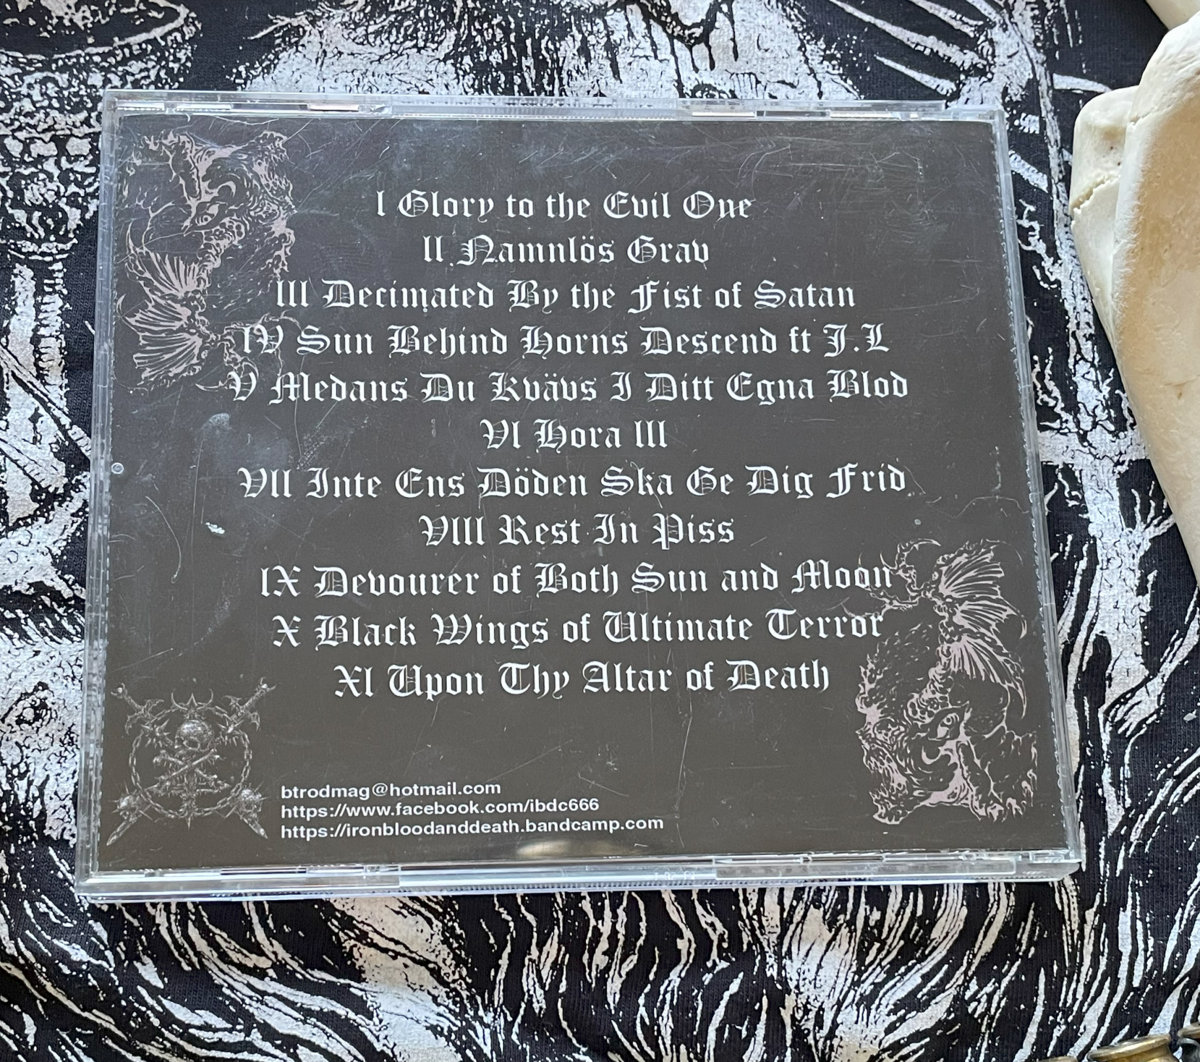 I Glory to the Evil One
II Namnlös Grav
III Decimated By the Fist of Satan
IV Sun Behind Horns Descend ft J.L
V Medans Du Kvävs I Ditt Egna Blod
VI Hora III
VII Inte Ens Döden Ska Ge Dig Frid
VIII Rest In Piss
IX Devourer of Both Sun and Moon
X Black Wings of Ultimate Terror
XI Upon Thy Altar of Death
btrodmag@hotmail.com
https://www.facebook.com/ibdc666
https://ironbloodanddeath.bandcamp.com